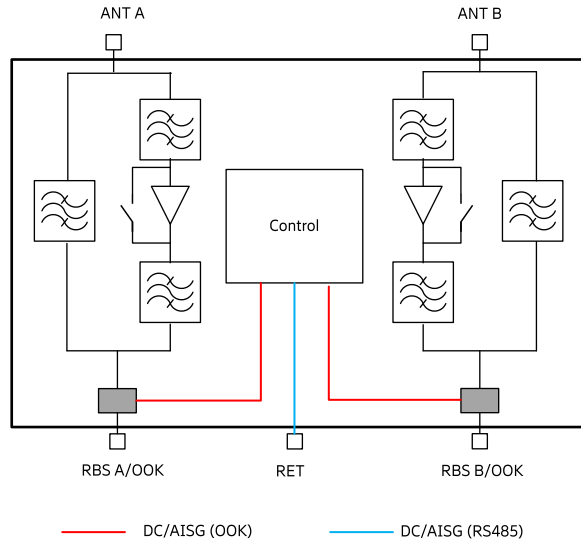 ANT A
ANT B
Control
RBS A/OOK
RET
RBS B/OOK
DC/AISG (OOK)
DC/AISG (RS485)